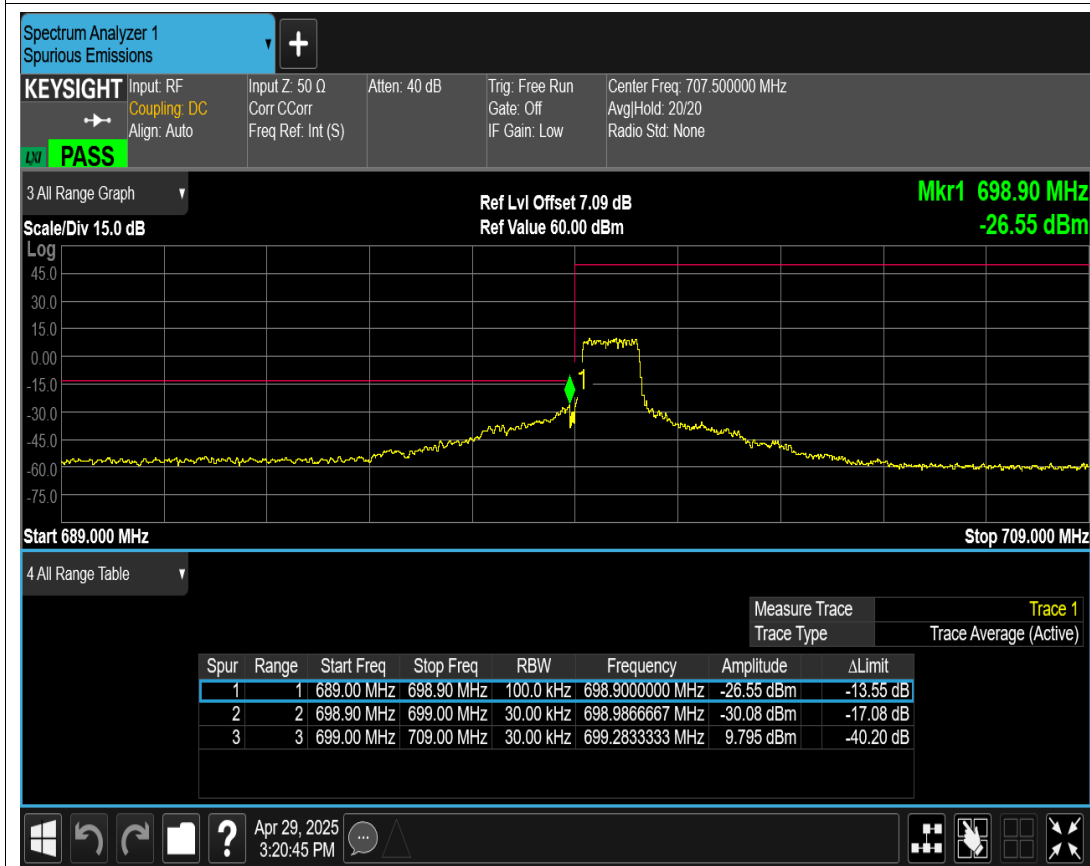 Spectrum Analyzer 1
Spurious Emissions
KEYSIGHT
Input: RF
Coupling: DC
Align: Auto
Input Z: 50 Ω
Corr CCorr
Freq Ref: Int (S)
Atten: 40 dB
Trig: Free Run
Gate: Off
IF Gain: Low
Center Freq: 707.500000 MHz
Avg|Hold: 20/20
Radio Std: None
LXI PASS
3 All Range Graph
Ref Lvl Offset 7.09 dB
Mkr1 698.90 MHz
Scale/Div 15.0 dB
Ref Value 60.00 dBm
-26.55 dBm
Log
45.0
30.0
15.0
0.00
1
-15.0
-30.0
-45.0
-60.0
-75.0
Start 689.000 MHz
Stop 709.000 MHz
4 All Range Table
Measure Trace Trace 1
Trace Type Trace Average (Active)
Spur Range Start Freq Stop Freq RBW Frequency Amplitude ΔLimit
1 1 689.00 MHz 698.90 MHz 100.0 kHz 698.9000000 MHz -26.55 dBm -13.55 dB
2 2 698.90 MHz 699.00 MHz 30.00 kHz 698.9866667 MHz -30.08 dBm -17.08 dB
3 3 699.00 MHz 709.00 MHz 30.00 kHz 699.2833333 MHz 9.795 dBm -40.20 dB
?
Apr 29, 2025
3:20:45 PM